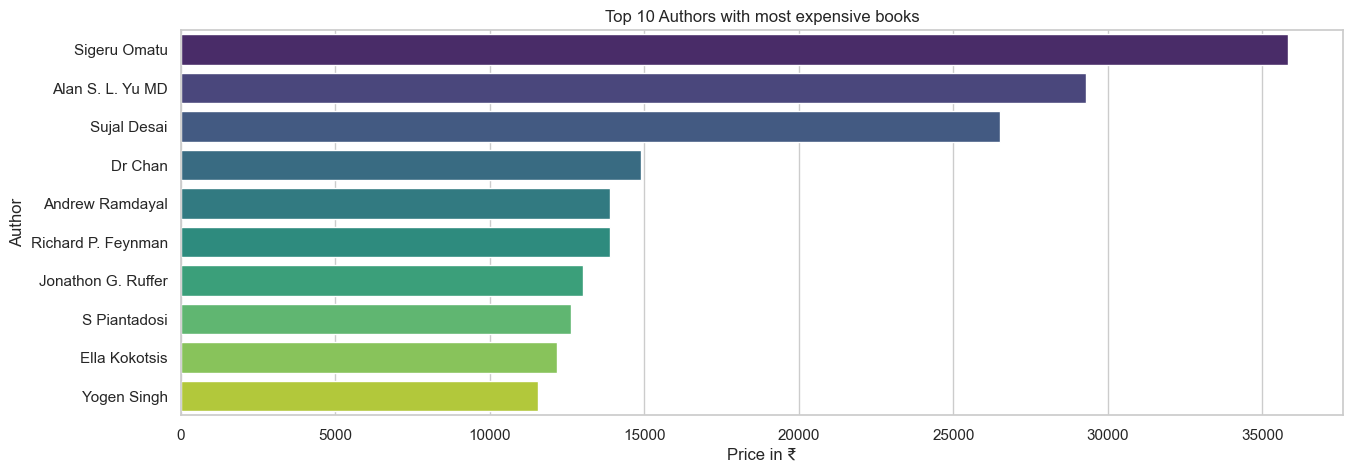 Top 10 Authors with most expensive books
Author
Sigeru Omatu
Alan S. L. Yu MD
Sujal Desai
Dr Chan
Andrew Ramdayal
Richard P. Feynman
Jonathon G. Ruffer
S Piantadosi
Ella Kokotsis
Yogen Singh
0 5000 10000 15000 20000 25000 30000 35000
Price in ₹